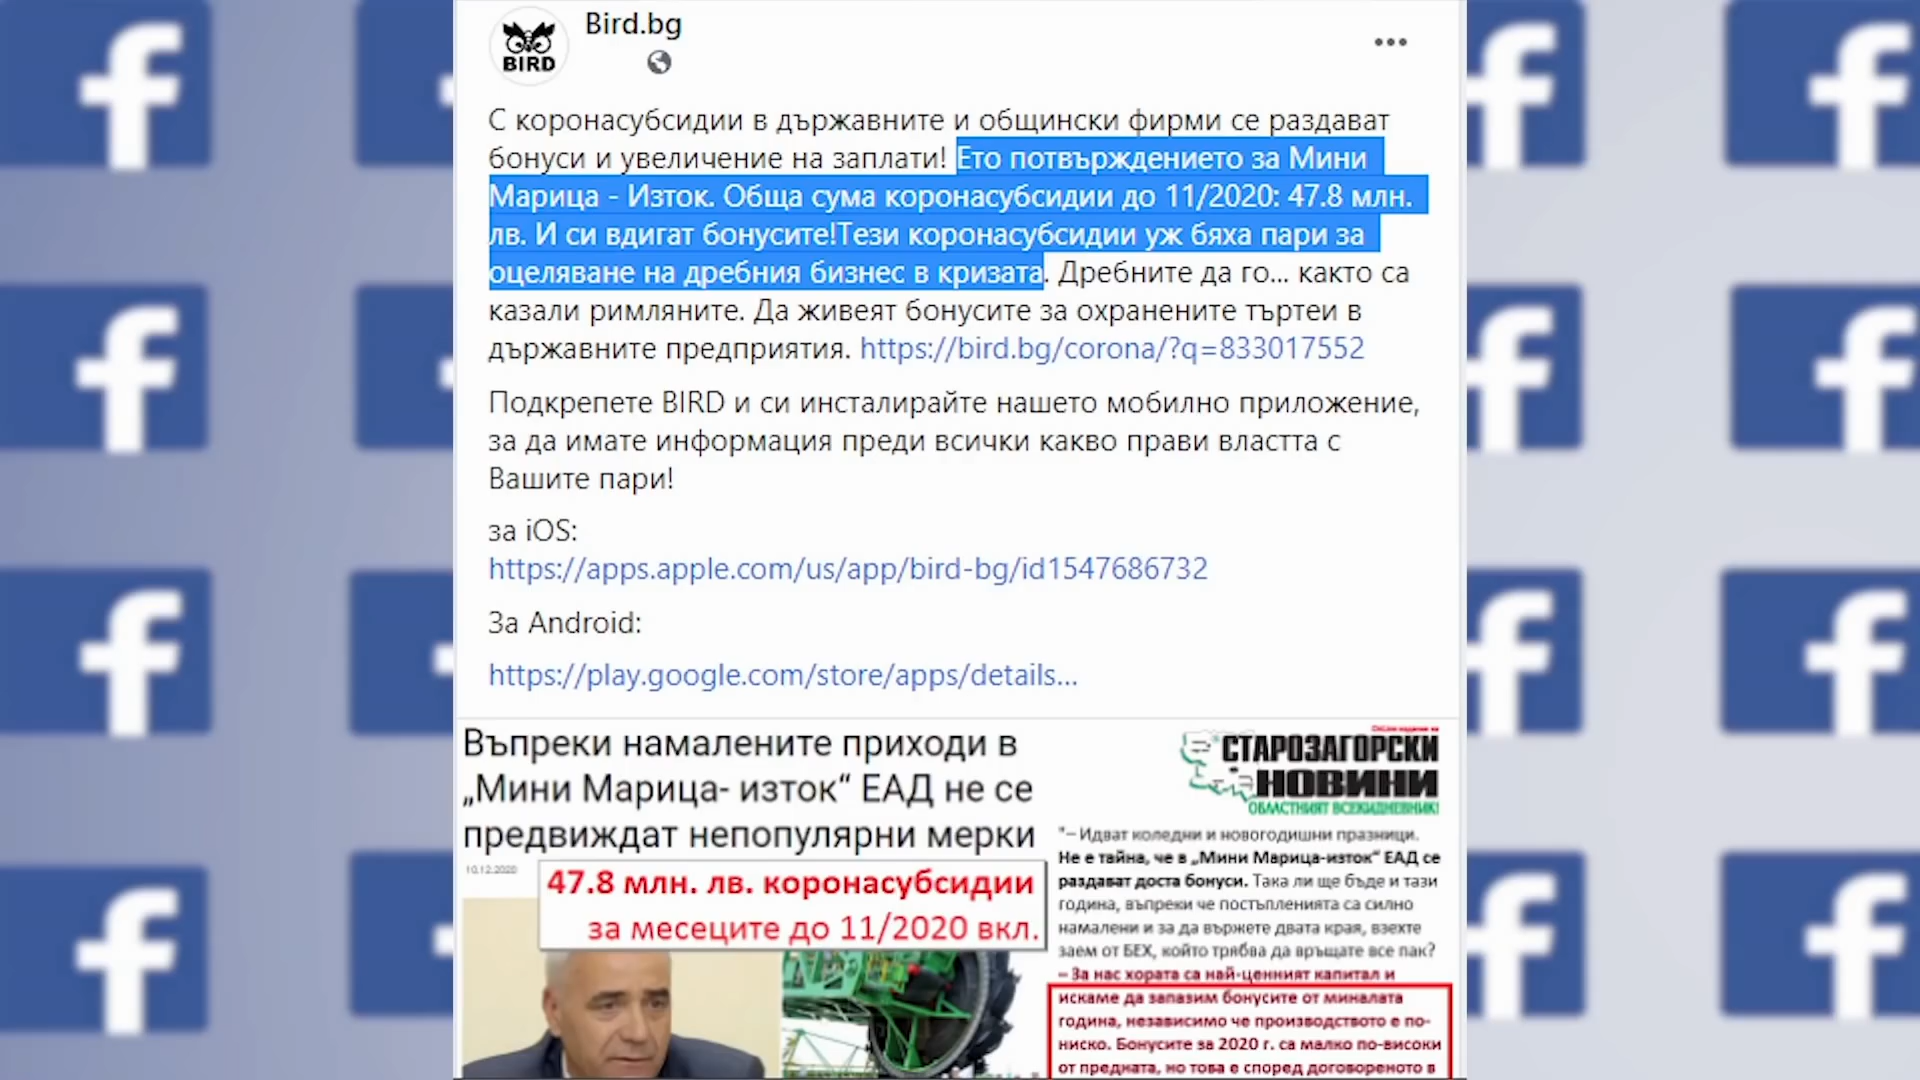 BIRD
Bird.bg
С коронасубсидии в държавните и общински фирми се раздават
бонуси и увеличение на заплати! Ето потвърждението за Мини
Марица - Изток. Обща сума коронасубсидии до 11/2020: 47.8 млн.
лв. И си вдигат бонусите!Тези коронасубсидии уж бяха пари за
оцеляване на дребния бизнес в кризата. Дребните да го... както са
казали римляните. Да живеят бонусите за охранените търтеи в
държавните предприятия. https://bird.bg/corona/?q=833017552
Подкрепете BIRD и си инсталирайте нашето мобилно приложение,
за да имате информация преди всички какво прави властта с
Вашите пари!
за iOS:
https://apps.apple.com/us/app/bird-bg/id1547686732
За Android:
https://play.google.com/store/apps/details...
Въпреки намалените приходи в
„Мини Марица- изток“ ЕАД не се
предвиждат непопулярни мерки
10.12.2020
47.8 млн. лв. коронасубсидии
за месеците до 11/2020 вкл.
СТАРОЗАГОРСКИ
НОВИНИ
ОБЛАСТНИЯТ ВСЕКИДНЕВНИК!
"– Идват коледни и новогодишни празници.
Не е тайна, че в „Мини Марица-изток“ ЕАД се
раздават доста бонуси. Така ли ще бъде и тази
година, въпреки че постъпленията са силно
намалени и за да вържете двата края, взехте
заем от БЕХ, който трябва да връщате все пак?
– За нас хората са най-ценният капитал и
искаме да запазим бонусите от миналата
година, независимо че производството е по-
ниско. Бонусите за 2020 г. са малко по-високи
от предната, но това е според договореното в